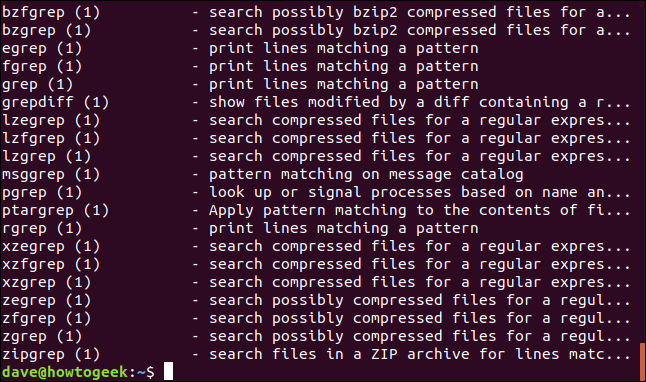 bzfgrep (1)          - search possibly bzip2 compressed files for a...
bzgrep (1)           - search possibly bzip2 compressed files for a...
egrep (1)            - print lines matching a pattern
fgrep (1)            - print lines matching a pattern
grep (1)             - print lines matching a pattern
grepdiff (1)         - show files modified by a diff containing a r...
lzegrep (1)          - search compressed files for a regular expres...
lzfgrep (1)          - search compressed files for a regular expres...
lzgrep (1)           - search compressed files for a regular expres...
msggrep (1)          - pattern matching on message catalog
pgrep (1)            - look up or signal processes based on name an...
ptargrep (1)         - Apply pattern matching to the contents of fi...
rgrep (1)            - print lines matching a pattern
xzegrep (1)          - search compressed files for a regular expres...
xzfgrep (1)          - search compressed files for a regular expres...
xzgrep (1)           - search compressed files for a regular expres...
zegrep (1)           - search possibly compressed files for a regul...
zfgrep (1)           - search possibly compressed files for a regul...
zgrep (1)            - search possibly compressed files for a regul...
zipgrep (1)          - search files in a ZIP archive for lines matc...
dave@howtogeek:~$